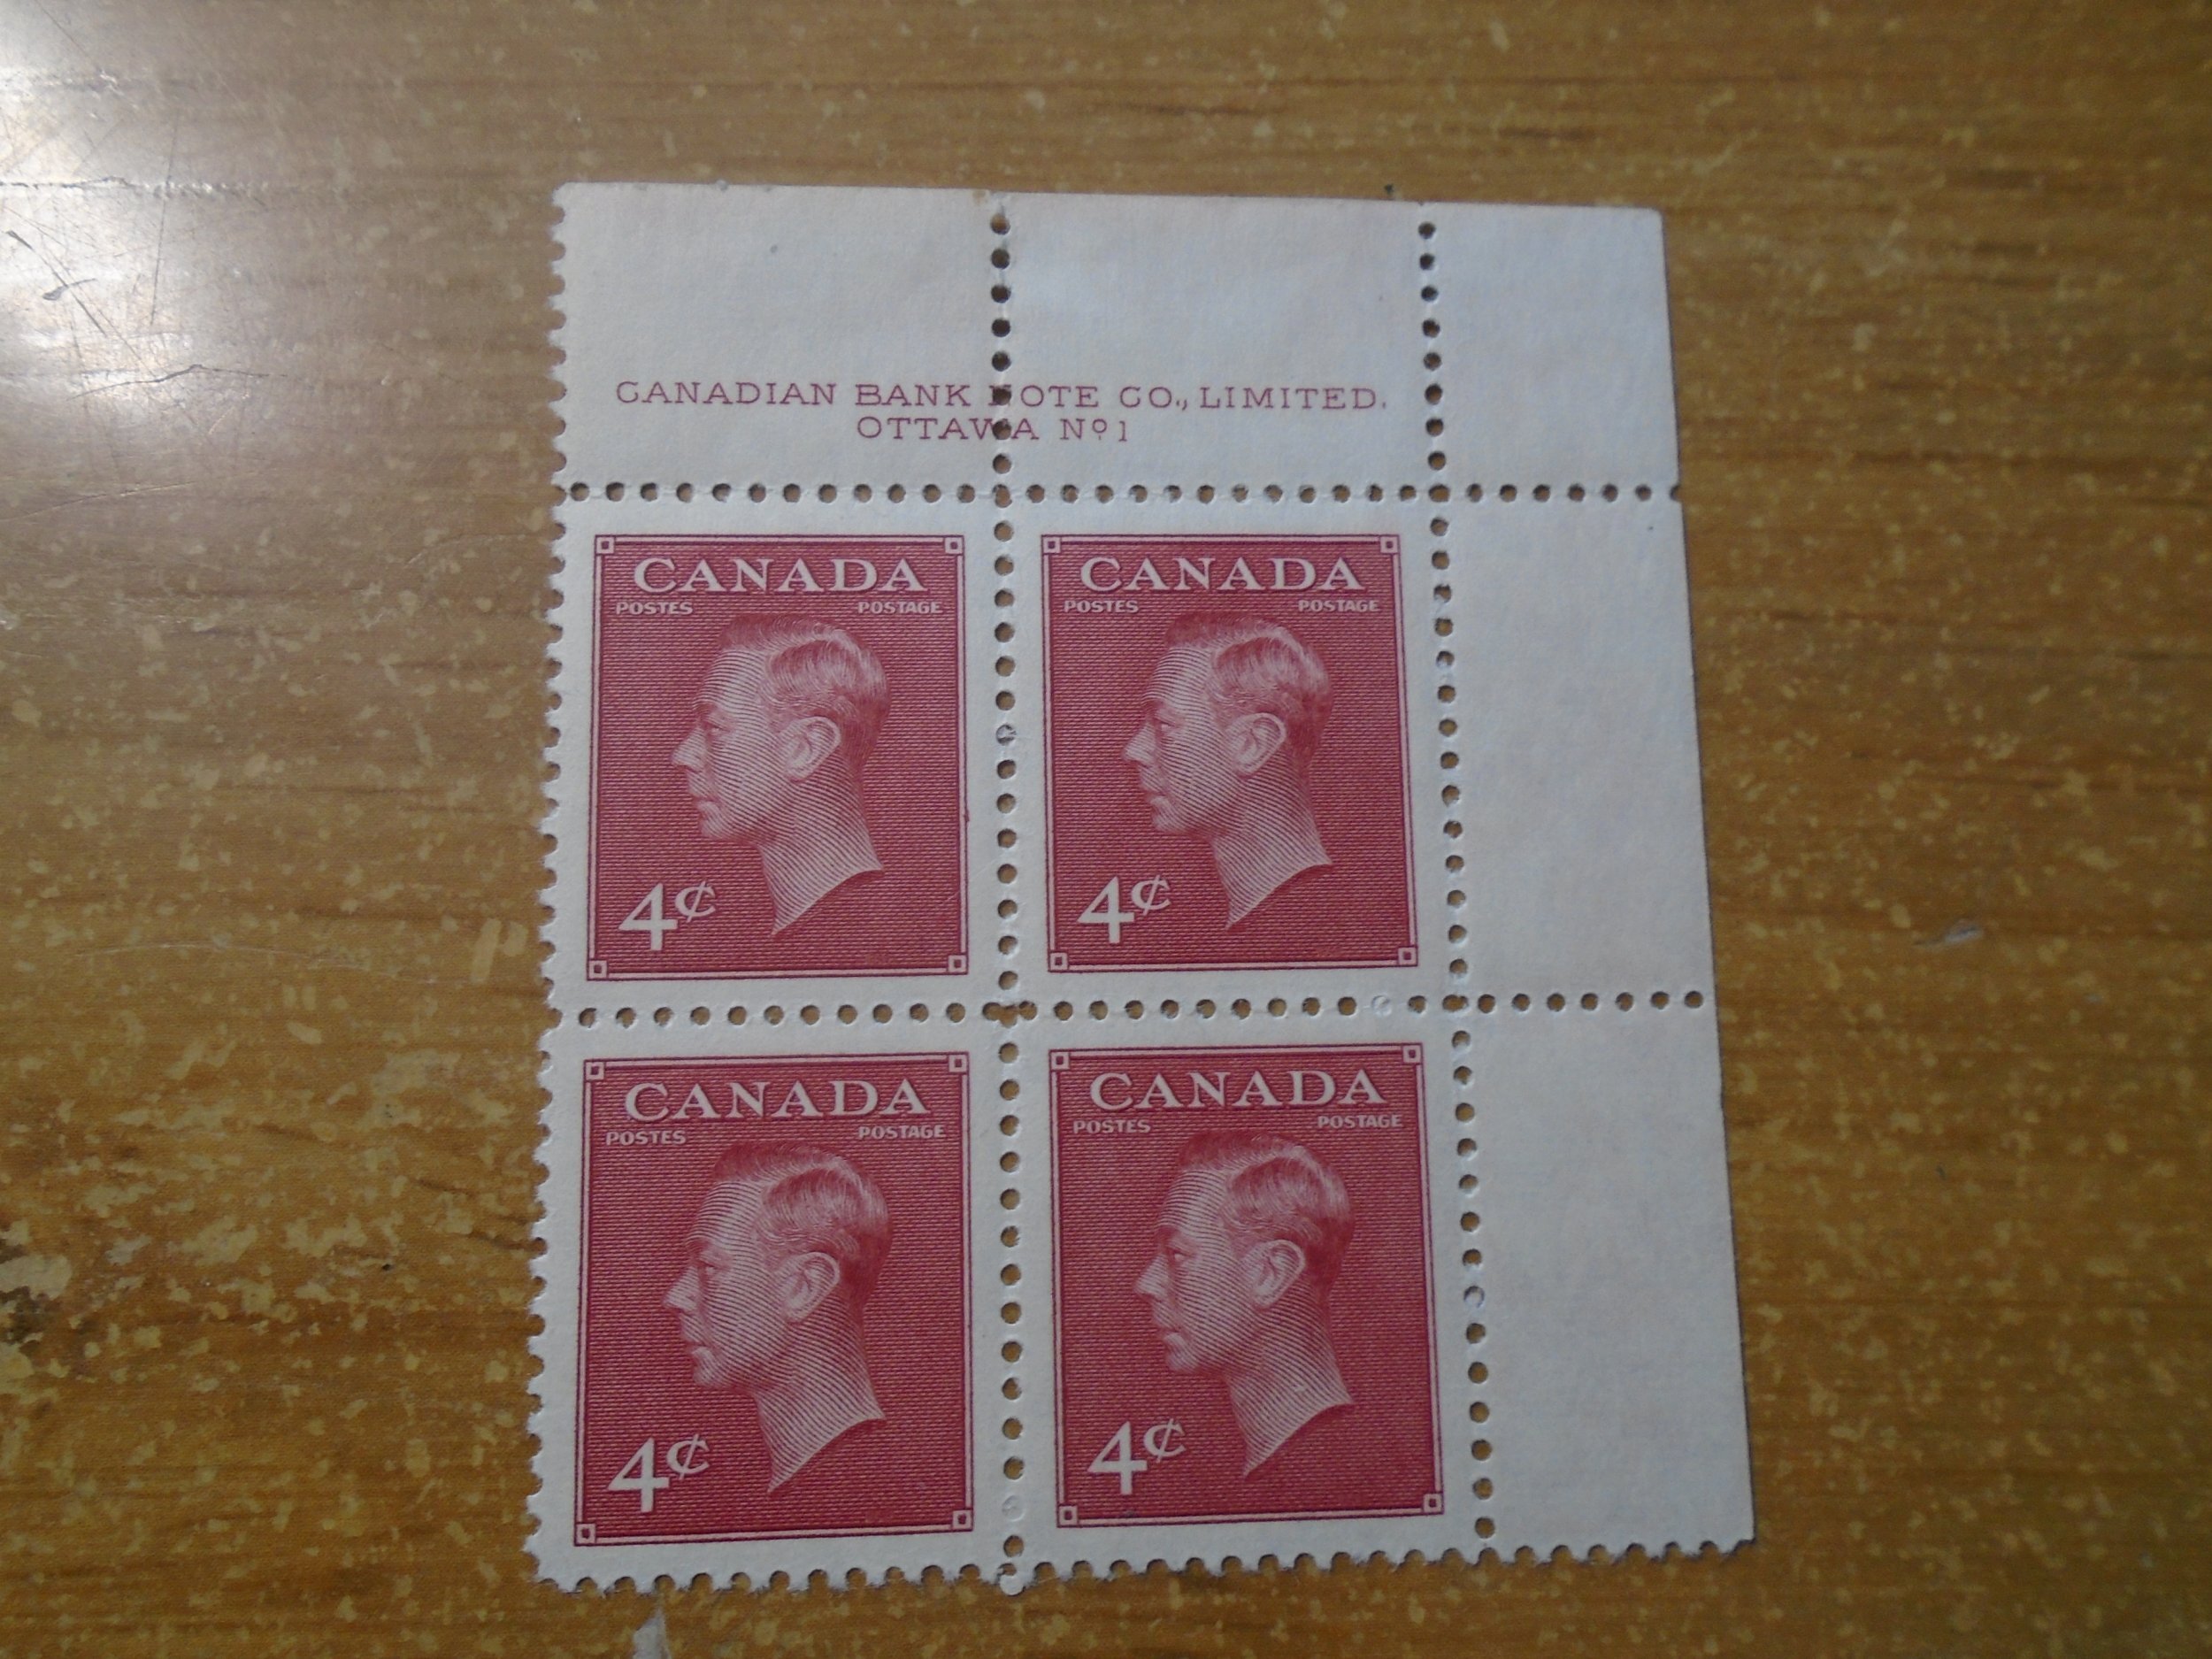 CANADIAN BANK NOTE CO., LIMITED.
OTTAWA Nº 1
CANADA
POSTES POSTAGE
4¢
CANADA
POSTES POSTAGE
4¢
CANADA
POSTES POSTAGE
4¢
CANADA
POSTES POSTAGE
4¢